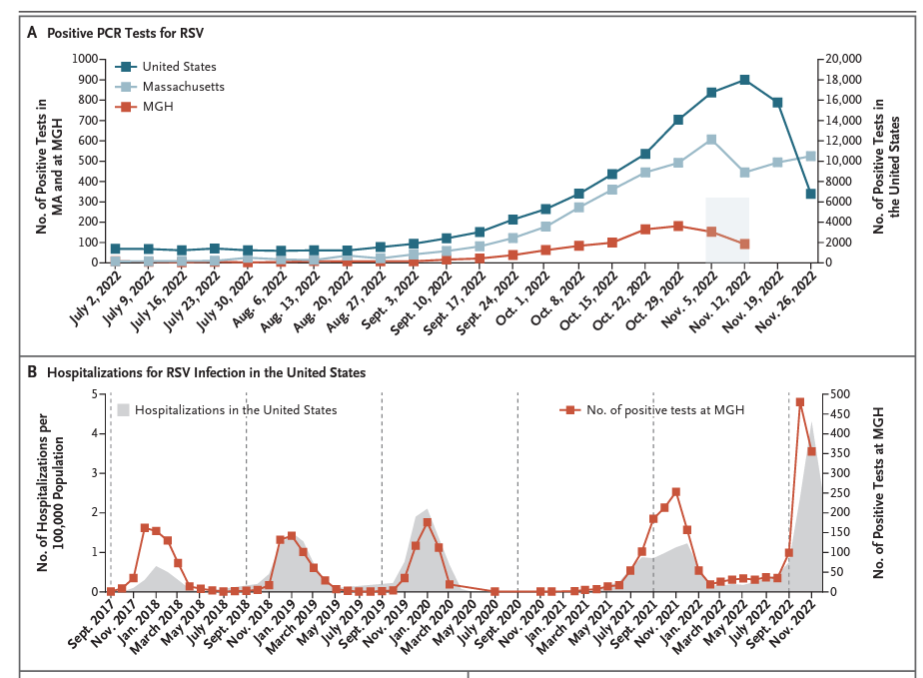 A Positive PCR Tests for RSV
United States
Massachusetts
MGH
No. of Positive Tests in
MA and at MGH
1000
900
800
700
600
500
400
300
200
100
0
20,000
18,000
16,000
14,000
12,000
10,000
8000
6000
4000
2000
0
No. of Positive Tests in
the United States
July 2, 2022
July 9, 2022
July 16, 2022
July 23, 2022
July 30, 2022
Aug. 6, 2022
Aug. 13, 2022
Aug. 20, 2022
Aug. 27, 2022
Sept. 3, 2022
Sept. 10, 2022
Sept. 17, 2022
Sept. 24, 2022
Oct. 1, 2022
Oct. 8, 2022
Oct. 15, 2022
Oct. 22, 2022
Oct. 29, 2022
Nov. 5, 2022
Nov. 12, 2022
Nov. 19, 2022
Nov. 26, 2022
B Hospitalizations for RSV Infection in the United States
Hospitalizations in the United States
No. of positive tests at MGH
No. of Hospitalizations per
100,000 Population
5
4
3
2
1
0
500
450
400
350
300
250
200
150
100
50
0
No. of Positive Tests at MGH
Sept. 2017
Nov. 2017
Jan. 2018
March 2018
May 2018
July 2018
Sept. 2018
Nov. 2018
Jan. 2019
March 2019
May 2019
July 2019
Sept. 2019
Nov. 2019
Jan. 2020
March 2020
May 2020
July 2020
Sept. 2020
Nov. 2020
Jan. 2021
March 2021
May 2021
July 2021
Sept. 2021
Nov. 2021
Jan. 2022
March 2022
May 2022
July 2022
Sept. 2022
Nov. 2022